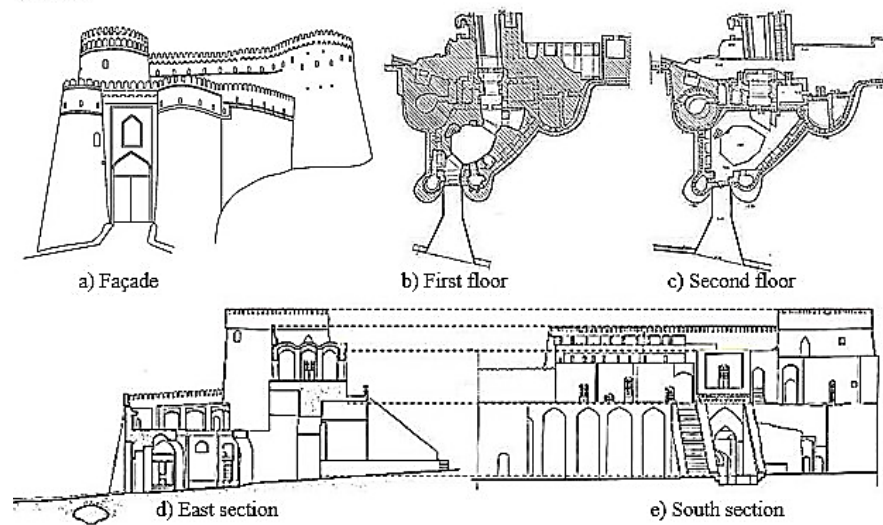 a) Façade
b) First floor
c) Second floor
d) East section
e) South section